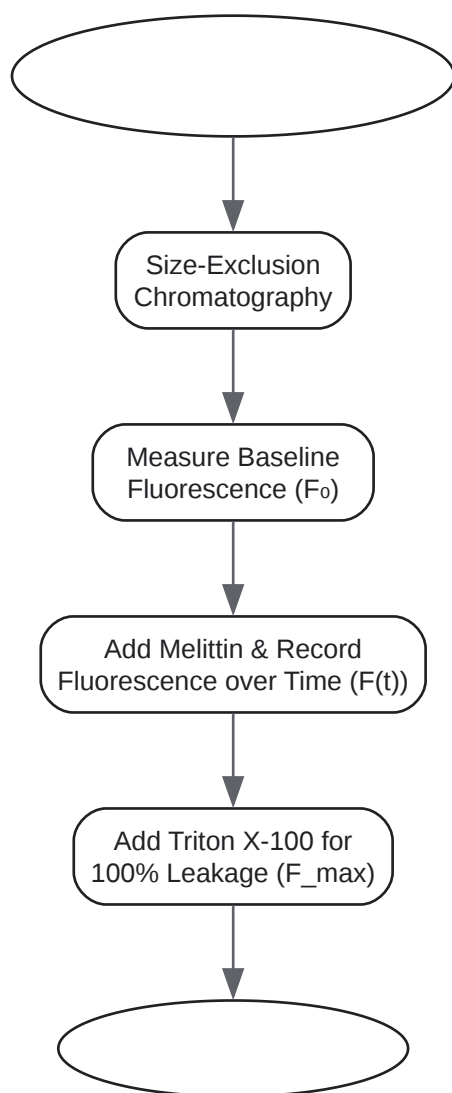 Size-Exclusion
Chromatography
Measure Baseline
Fluorescence (F₀)
Add Melittin & Record
Fluorescence over Time (F(t))
Add Triton X-100 for
100% Leakage (F_max)